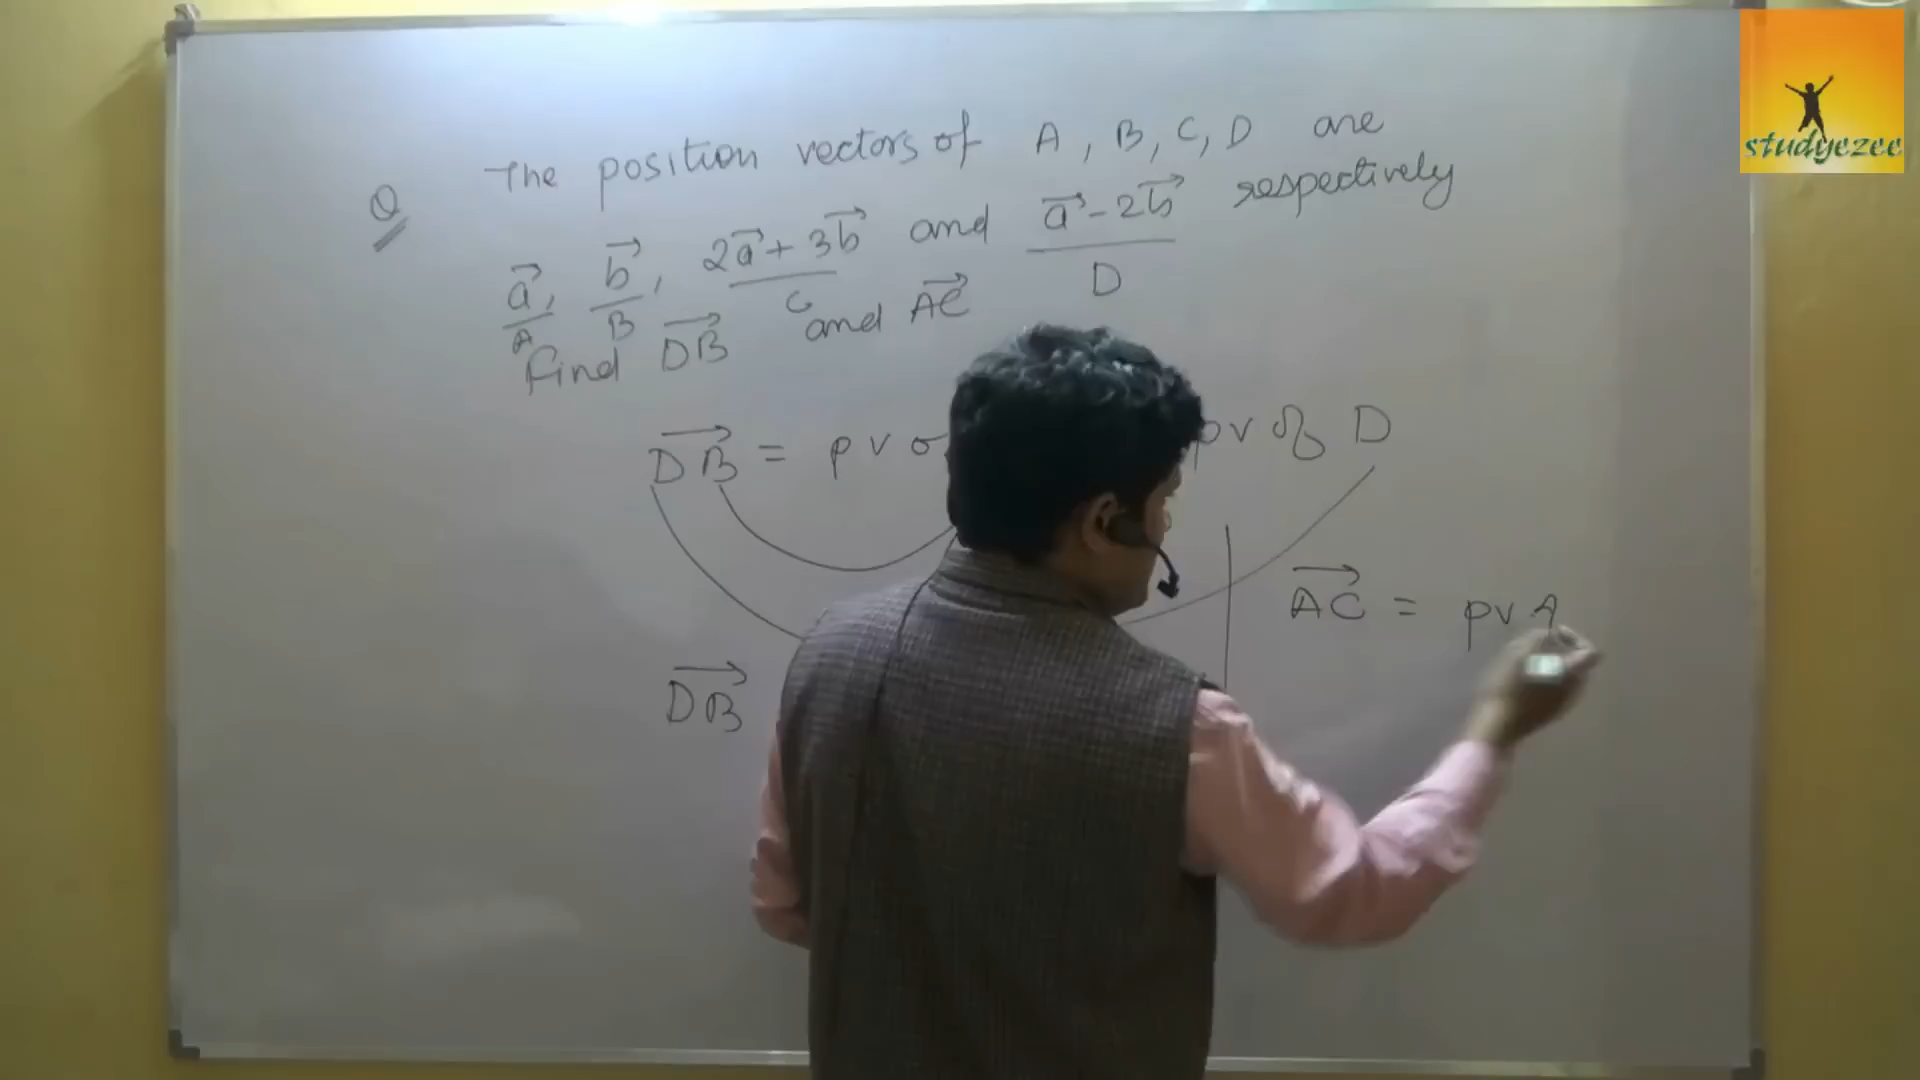 Q The position vectors of A, B, C, D are
a⃗, b⃗, 2a⃗ + 3b⃗ and a⃗ - 2b⃗ respectively
A B C D
Find DB⃗ and AC⃗
DB⃗ = pv pv of D
AC⃗ = pv
DB⃗
studyezee